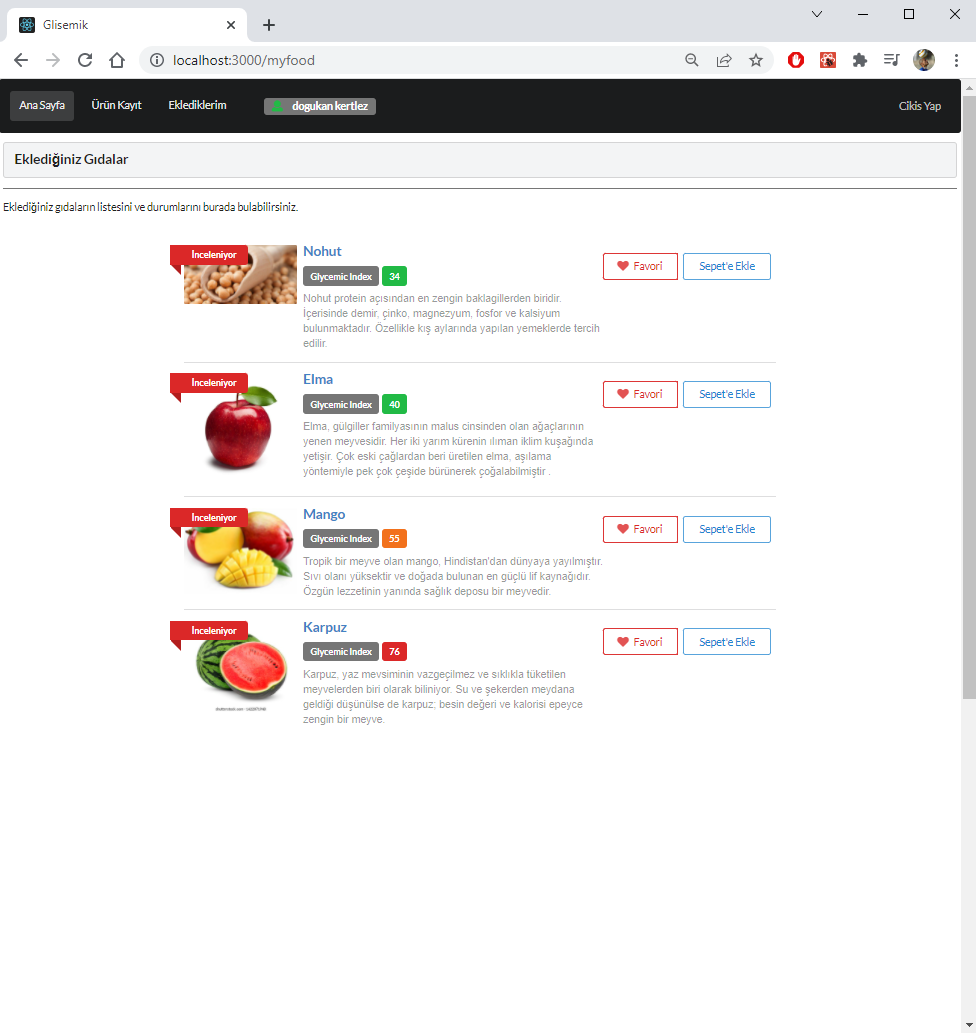 Glisemik
localhost:3000/myfood
Ana Sayfa
Ürün Kayıt
Eklediklerim
dogukan kertlez
Cikis Yap
Eklediğiniz Gıdalar
Eklediğiniz gıdaların listesini ve durumlarını burada bulabilirsiniz.
İnceleniyor
Nohut
Glycemic Index 34
Nohut protein açısından en zengin baklagillerden biridir.
İçerisinde demir, çinko, magnezyum, fosfor ve kalsiyum
bulunmaktadır. Özellikle kış aylarında yapılan yemeklerde tercih
edilir.
Favori
Sepet'e Ekle
İnceleniyor
Elma
Glycemic Index 40
Elma, gülgiller familyasının malus cinsinden olan ağaçlarının
yenen meyvesidir. Her iki yarım kürenin ılıman iklim kuşağında
yetişir. Çok eski çağlardan beri üretilen elma, aşılama
yöntemiyle pek çok çeşide bürünerek çoğalabilmiştir .
Favori
Sepet'e Ekle
İnceleniyor
Mango
Glycemic Index 55
Tropik bir meyve olan mango, Hindistan'dan dünyaya yayılmıştır.
Sıvı olanı yüksektir ve doğada bulunan en güçlü lif kaynağıdır.
Özgün lezzetinin yanında sağlık deposu bir meyvedir.
Favori
Sepet'e Ekle
İnceleniyor
Karpuz
Glycemic Index 76
Karpuz, yaz mevsiminin vazgeçilmez ve sıklıkla tüketilen
meyvelerden biri olarak biliniyor. Su ve şekerden meydana
geldiği düşünülse de karpuz; besin değeri ve kalorisi epeyce
zengin bir meyve.
Favori
Sepet'e Ekle